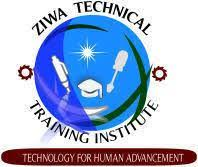 ZIWA TECHNICAL
TRAINING INSTITUTE
TECHNOLOGY FOR HUMAN ADVANCEMENT